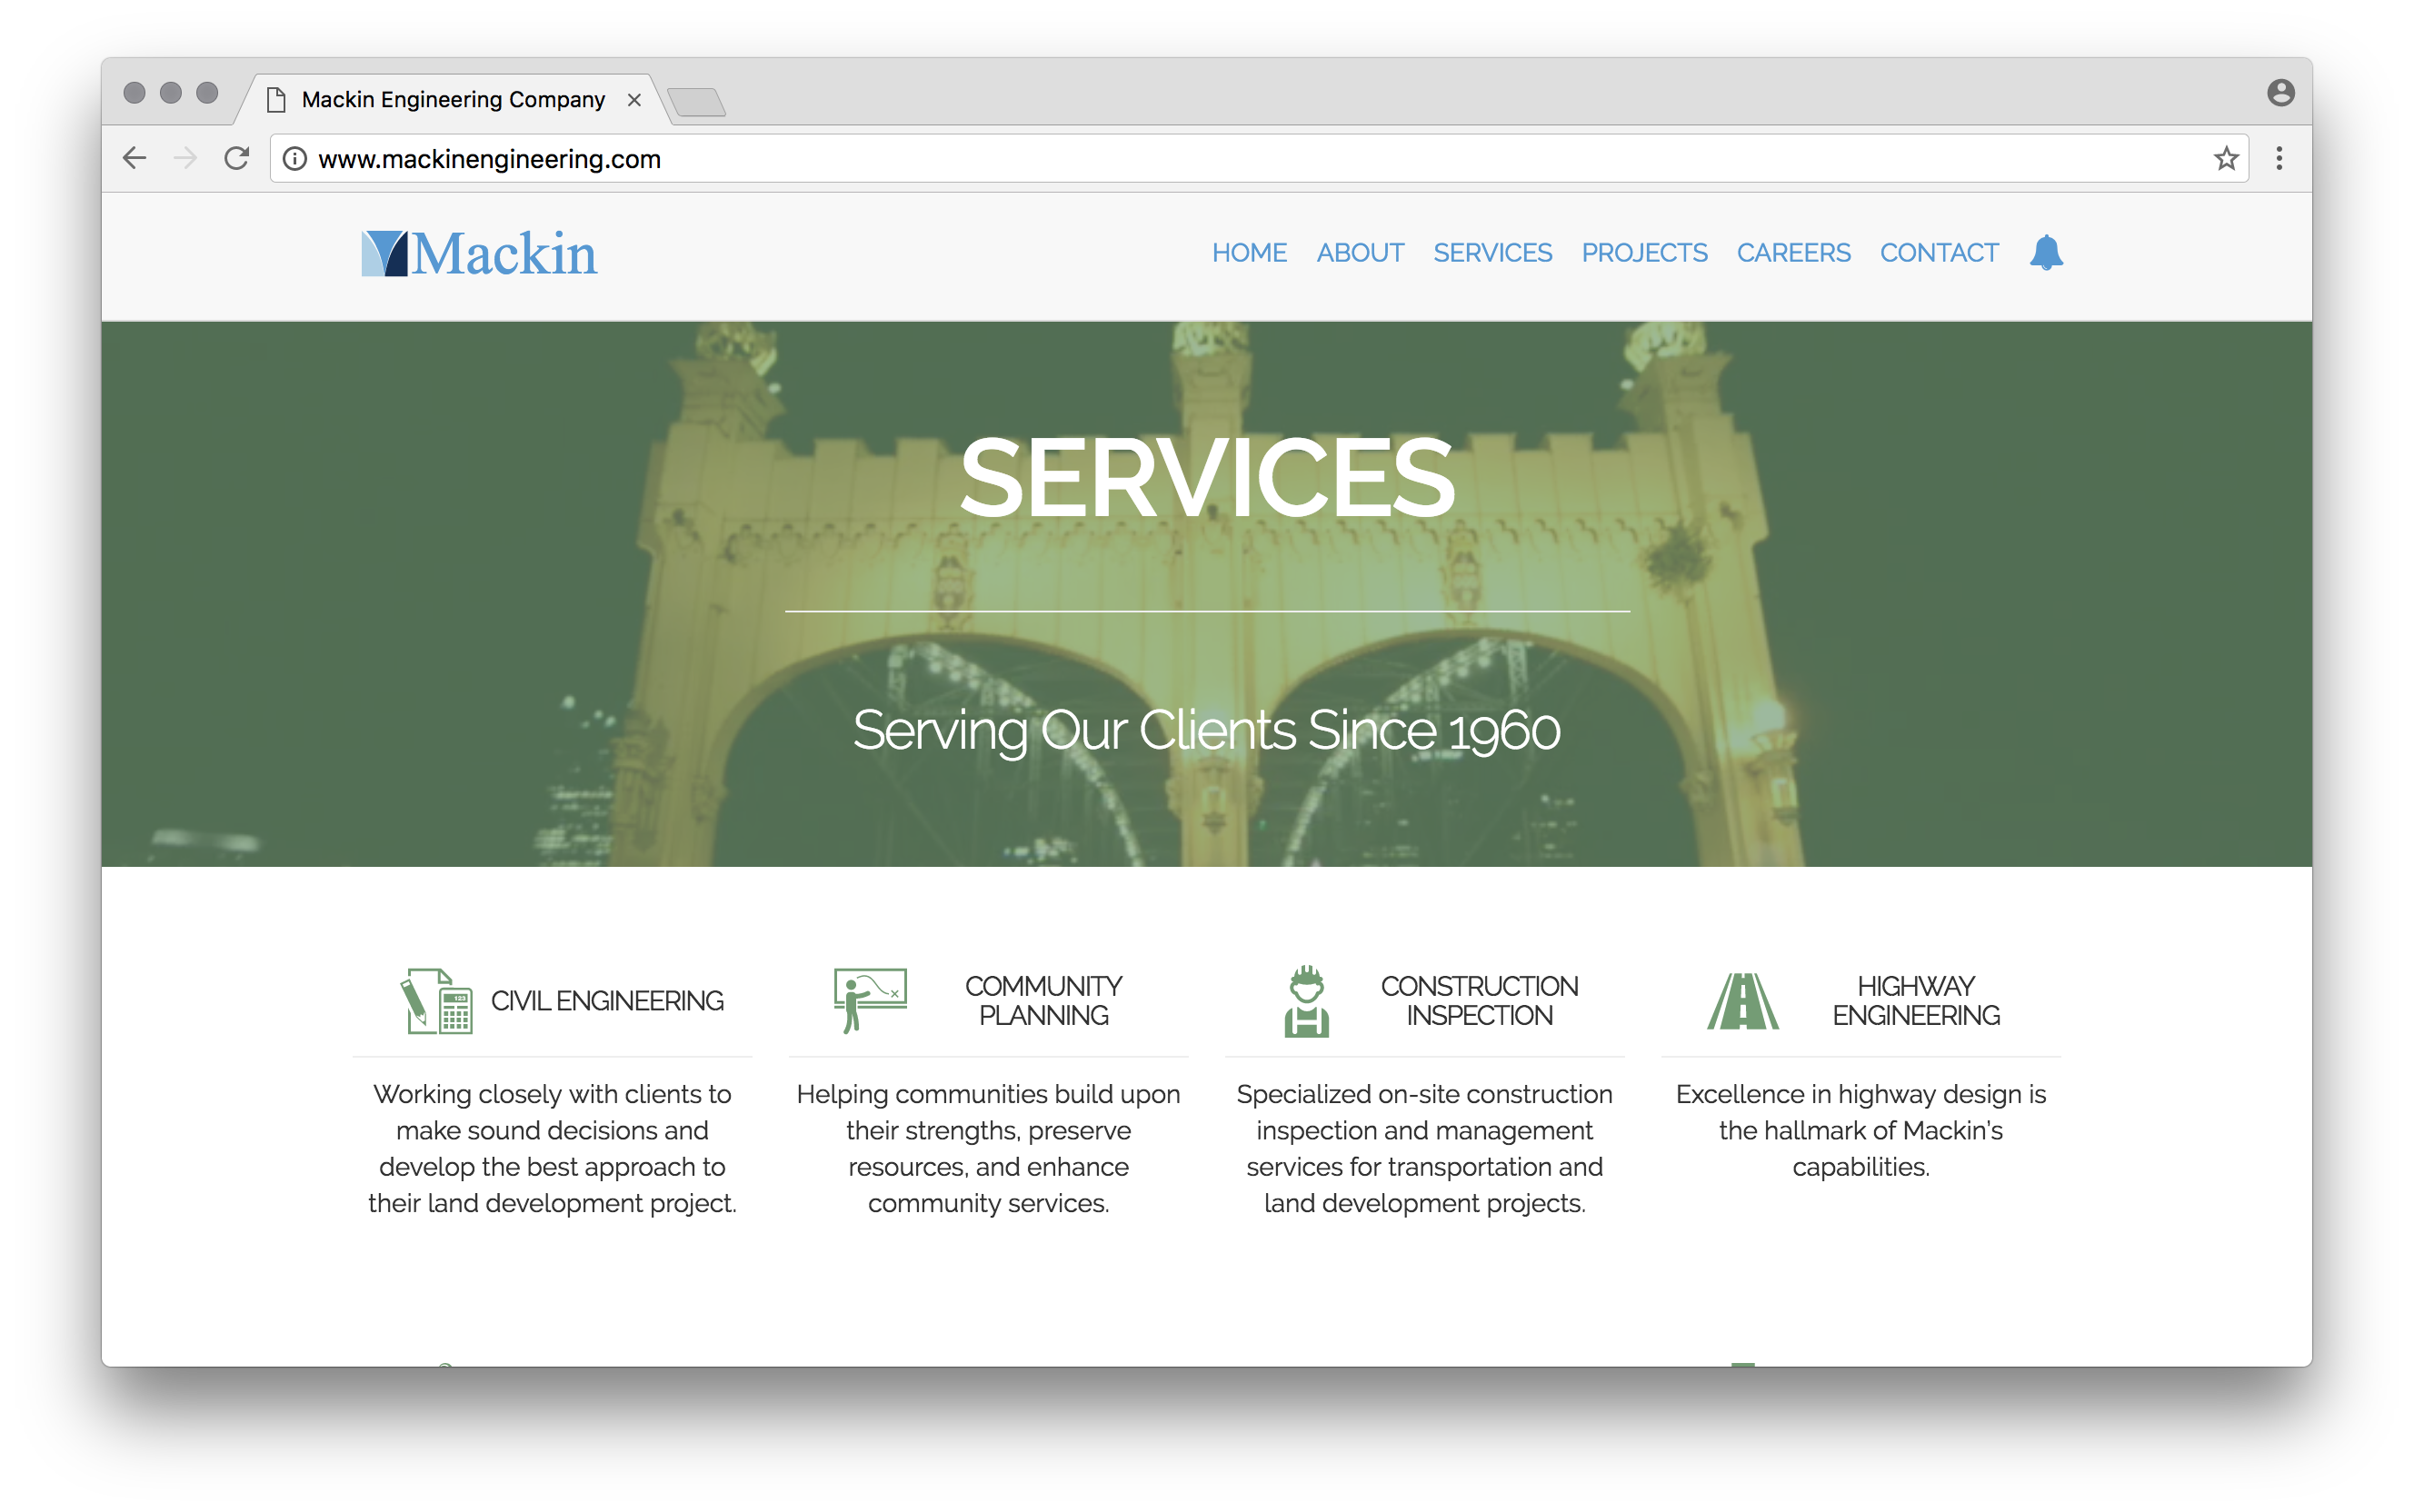 Mackin Engineering Company
www.mackinengineering.com
Mackin
HOME ABOUT SERVICES PROJECTS CAREERS CONTACT
SERVICES
Serving Our Clients Since 1960
123
CIVIL ENGINEERING
Working closely with clients to
make sound decisions and
develop the best approach to
their land development project.
COMMUNITY
PLANNING
Helping communities build upon
their strengths, preserve
resources, and enhance
community services.
CONSTRUCTION
INSPECTION
Specialized on-site construction
inspection and management
services for transportation and
land development projects.
HIGHWAY
ENGINEERING
Excellence in highway design is
the hallmark of Mackin’s
capabilities.